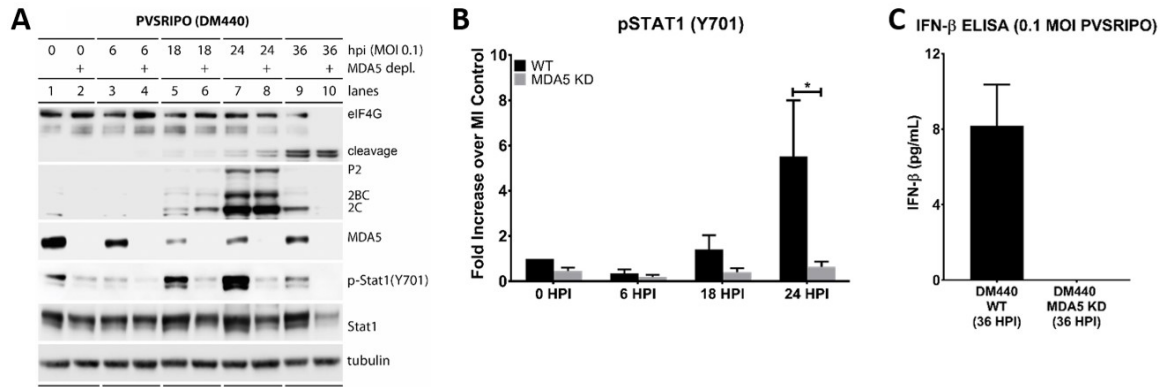 A
PVSRIPO (DM440)
0 0 6 6 18 18 24 24 36 36 hpi (MOI 0.1)
+ + + + + MDA5 depl.
1 2 3 4 5 6 7 8 9 10 lanes
eIF4G
cleavage
P2
2BC
2C
MDA5
p-Stat1(Y701)
Stat1
tubulin
B
pSTAT1 (Y701)
WT
MDA5 KD
*
Fold Increase over MI Control
10
8
6
4
2
0
0 HPI 6 HPI 18 HPI 24 HPI
C
IFN-β ELISA (0.1 MOI PVSRIPO)
IFN-β (pg/mL)
12
8
4
0
DM440 DM440
WT MDA5 KD
(36 HPI) (36 HPI)